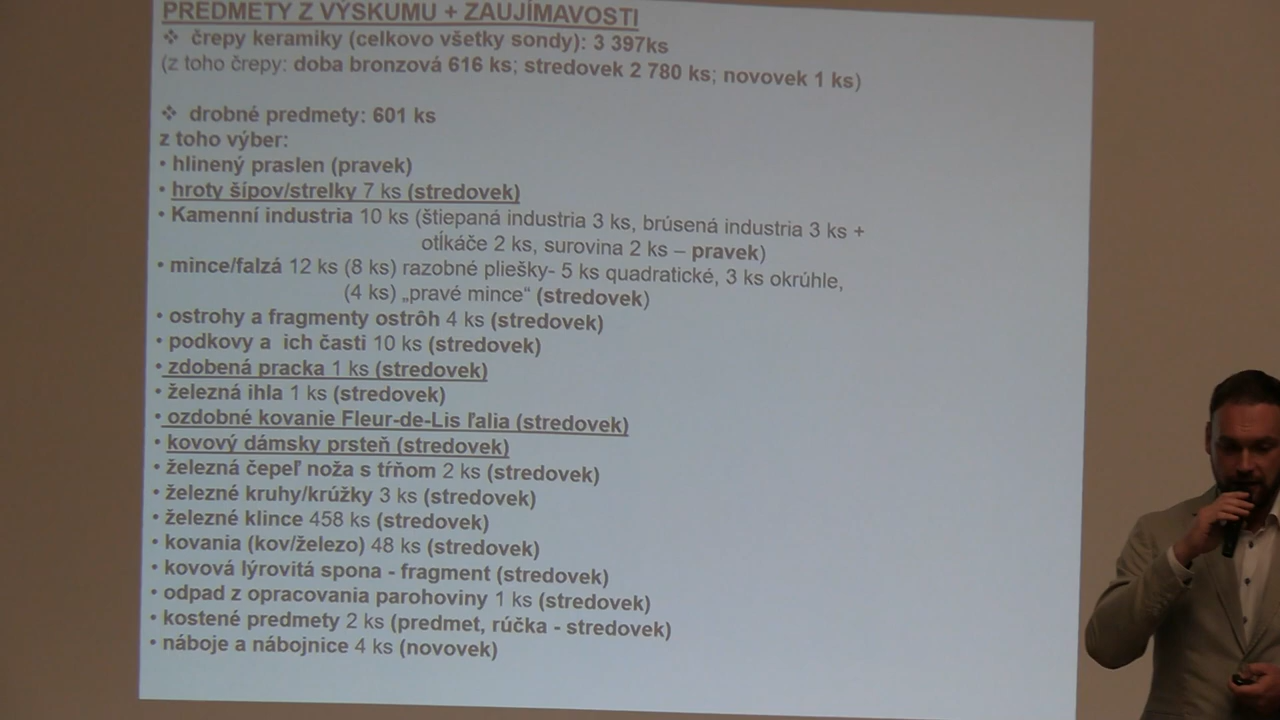 PREDMETY Z VÝSKUMU + ZAUJÍMAVOSTI
❖ črepy keramiky (celkovo všetky sondy): 3 397ks
(z toho črepy: doba bronzová 616 ks; stredovek 2 780 ks; novovek 1 ks)
❖ drobné predmety: 601 ks
z toho výber:
• hlinený praslen (pravek)
• hroty šípov/strelky 7 ks (stredovek)
• Kamenní industria 10 ks (štiepaná industria 3 ks, brúsená industria 3 ks +
otĺkáče 2 ks, surovina 2 ks – pravek)
• mince/falzá 12 ks (8 ks) razobné pliešky- 5 ks quadratické, 3 ks okrúhle,
(4 ks) „pravé mince“ (stredovek)
• ostrohy a fragmenty ostrôh 4 ks (stredovek)
• podkovy a ich časti 10 ks (stredovek)
• zdobená pracka 1 ks (stredovek)
• železná ihla 1 ks (stredovek)
• ozdobné kovanie Fleur-de-Lis ľalia (stredovek)
• kovový dámsky prsteň (stredovek)
• železná čepeľ noža s tŕňom 2 ks (stredovek)
• železné kruhy/krúžky 3 ks (stredovek)
• železné klince 458 ks (stredovek)
• kovania (kov/železo) 48 ks (stredovek)
• kovová lýrovitá spona - fragment (stredovek)
• odpad z opracovania parohoviny 1 ks (stredovek)
• kostené predmety 2 ks (predmet, rúčka - stredovek)
• náboje a nábojnice 4 ks (novovek)